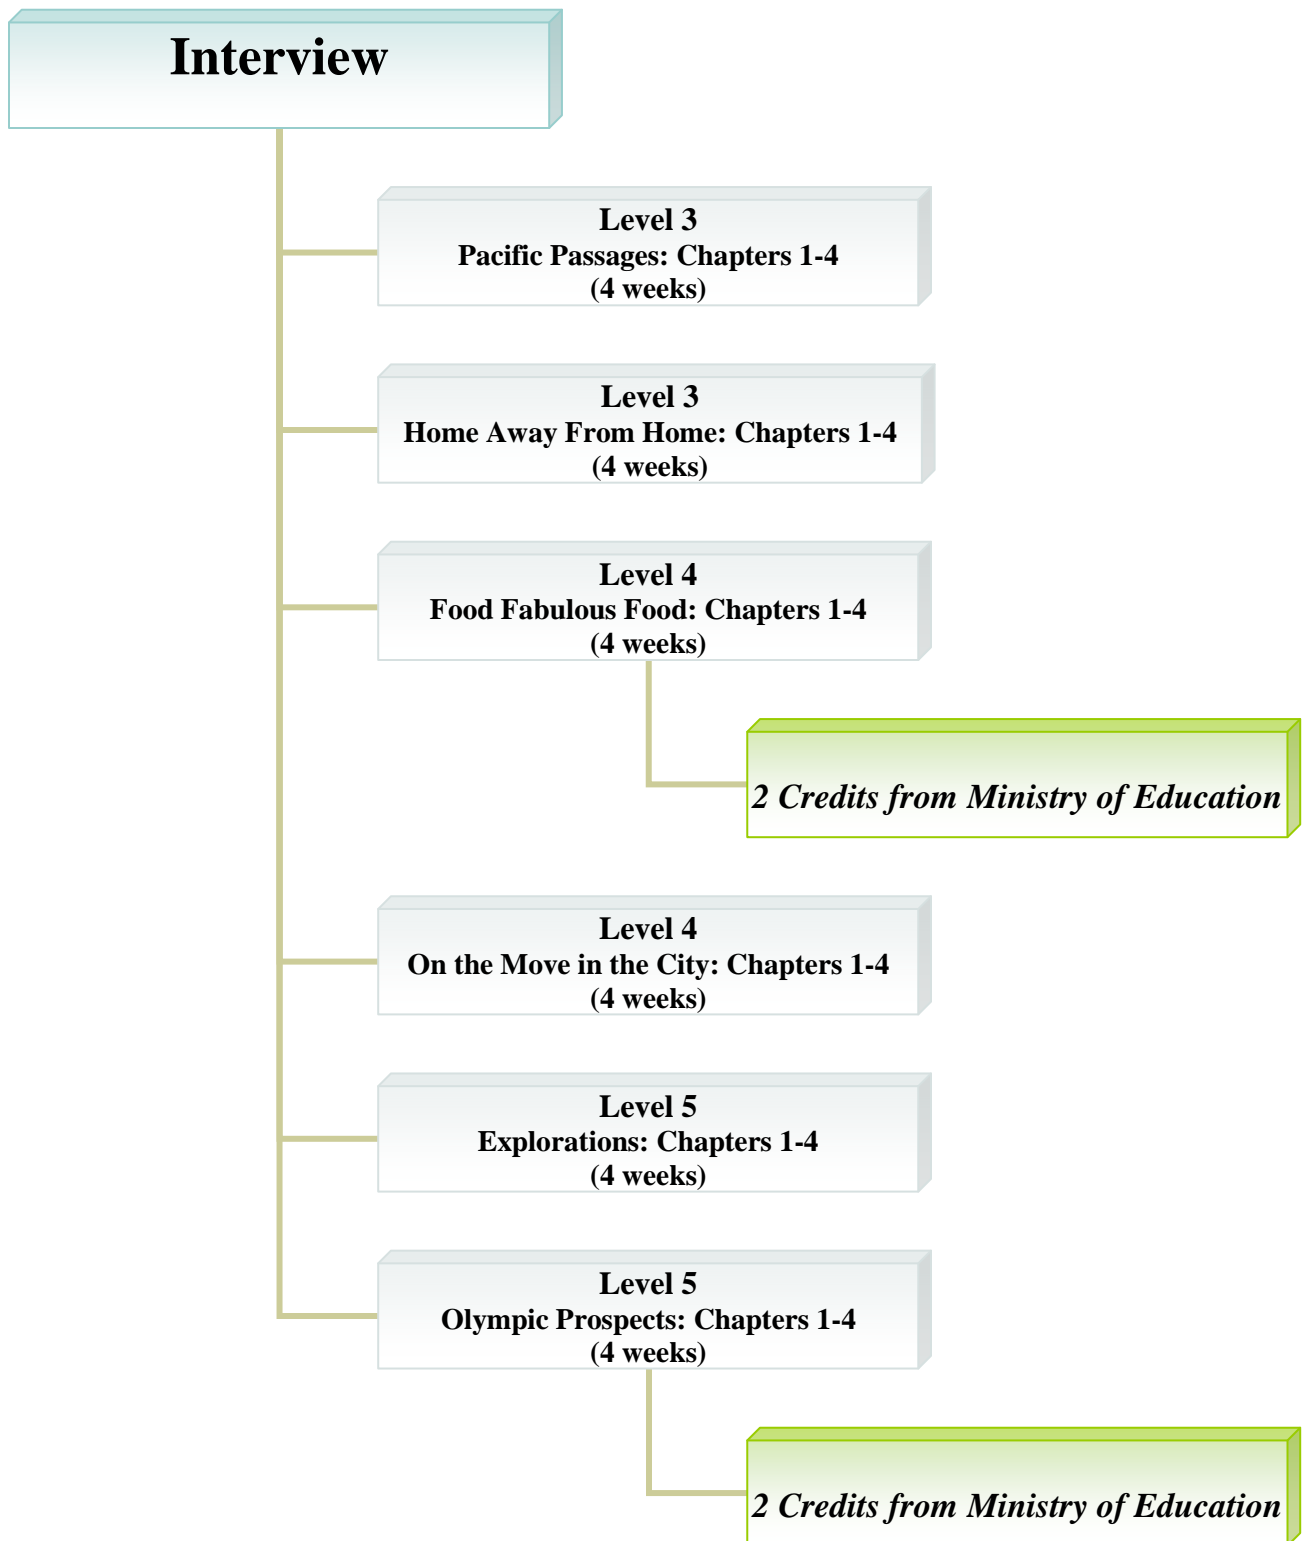 Interview
Level 3
Pacific Passages: Chapters 1-4
(4 weeks)
Level 3
Home Away From Home: Chapters 1-4
(4 weeks)
Level 4
Food Fabulous Food: Chapters 1-4
(4 weeks)
2 Credits from Ministry of Education
Level 4
On the Move in the City: Chapters 1-4
(4 weeks)
Level 5
Explorations: Chapters 1-4
(4 weeks)
Level 5
Olympic Prospects: Chapters 1-4
(4 weeks)
2 Credits from Ministry of Education